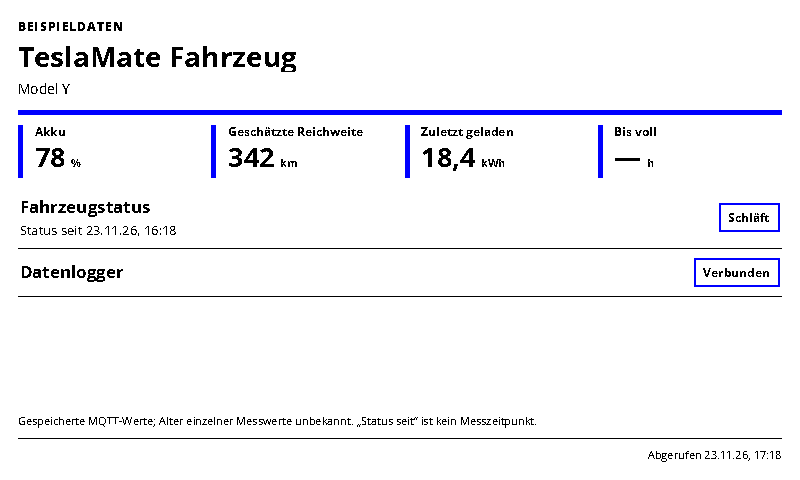 BEISPIELDATEN
TeslaMate Fahrzeug
Model Y
Akku
78 %
Geschätzte Reichweite
342 km
Zuletzt geladen
18,4 kWh
Bis voll
— h
Fahrzeugstatus
Status seit 23.11.26, 16:18
Schläft
Datenlogger
Verbunden
Gespeicherte MQTT-Werte; Alter einzelner Messwerte unbekannt. „Status seit“ ist kein Messzeitpunkt.
Abgerufen 23.11.26, 17:18